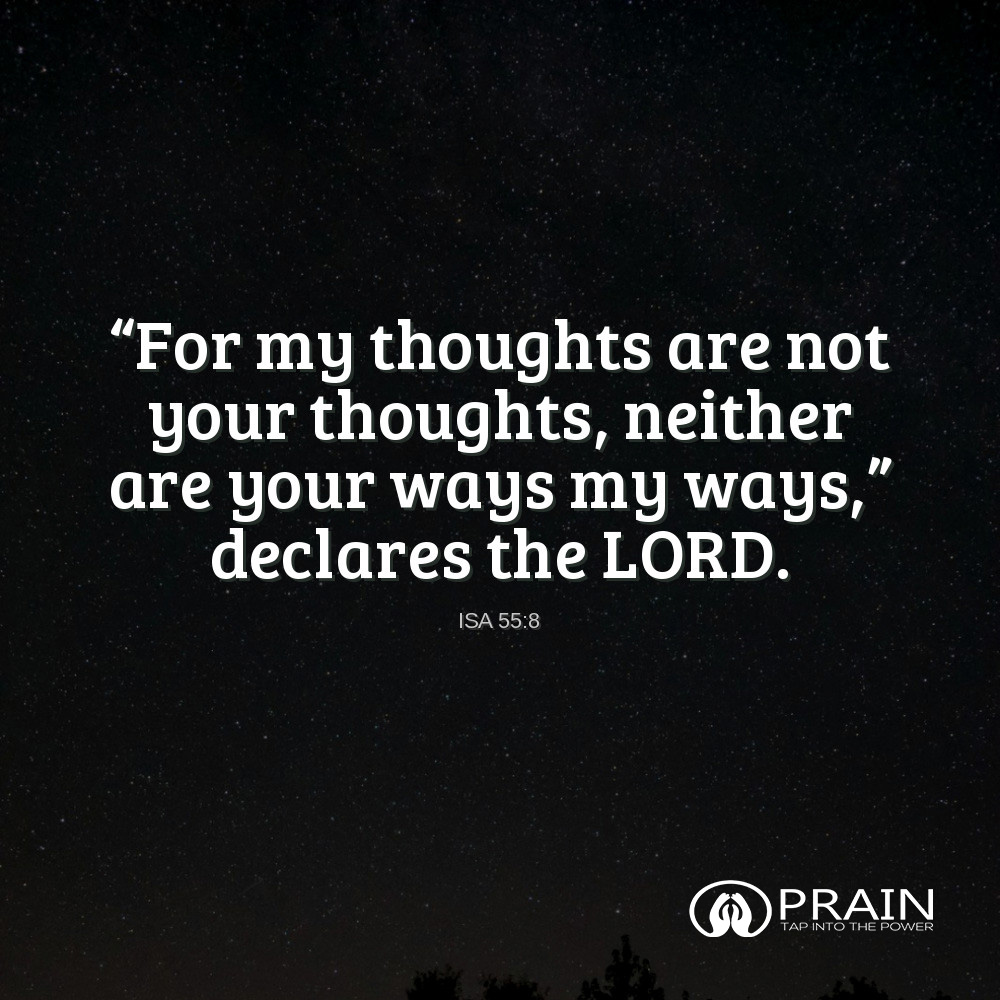 “For my thoughts are not
your thoughts, neither
are your ways my ways,”
declares the LORD.
ISA 55:8
PRAIN
TAP INTO THE POWER